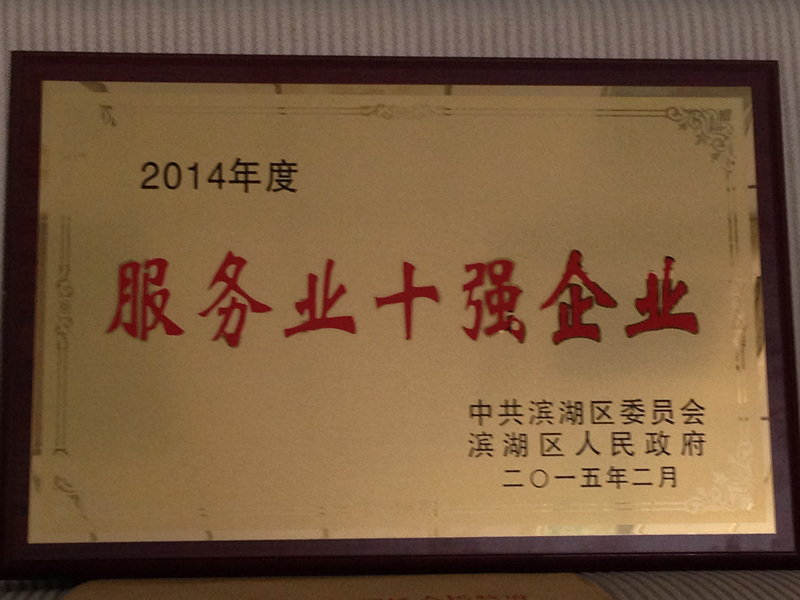 2014年度
服务业十强企业
中共滨湖区委员会
滨湖区人民政府
二〇一五年二月